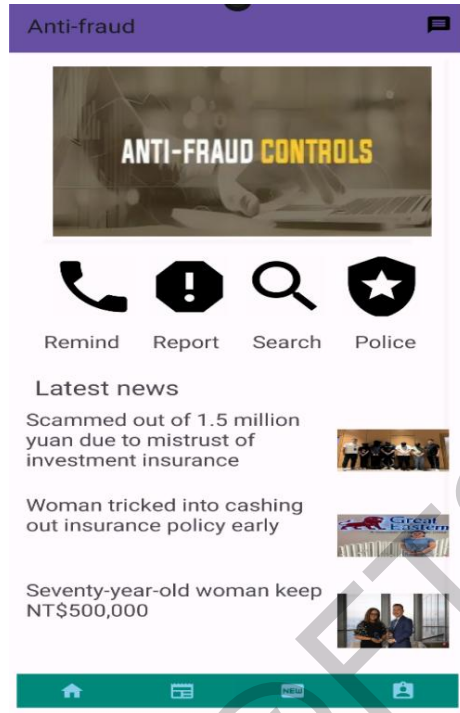 Anti-fraud
ANTI-FRAUD CONTROLS
Remind Report Search Police
Latest news
Scammed out of 1.5 million
yuan due to mistrust of
investment insurance
Woman tricked into cashing
out insurance policy early
Great
Eastern
Seventy-year-old woman keep
NT$500,000
NEW